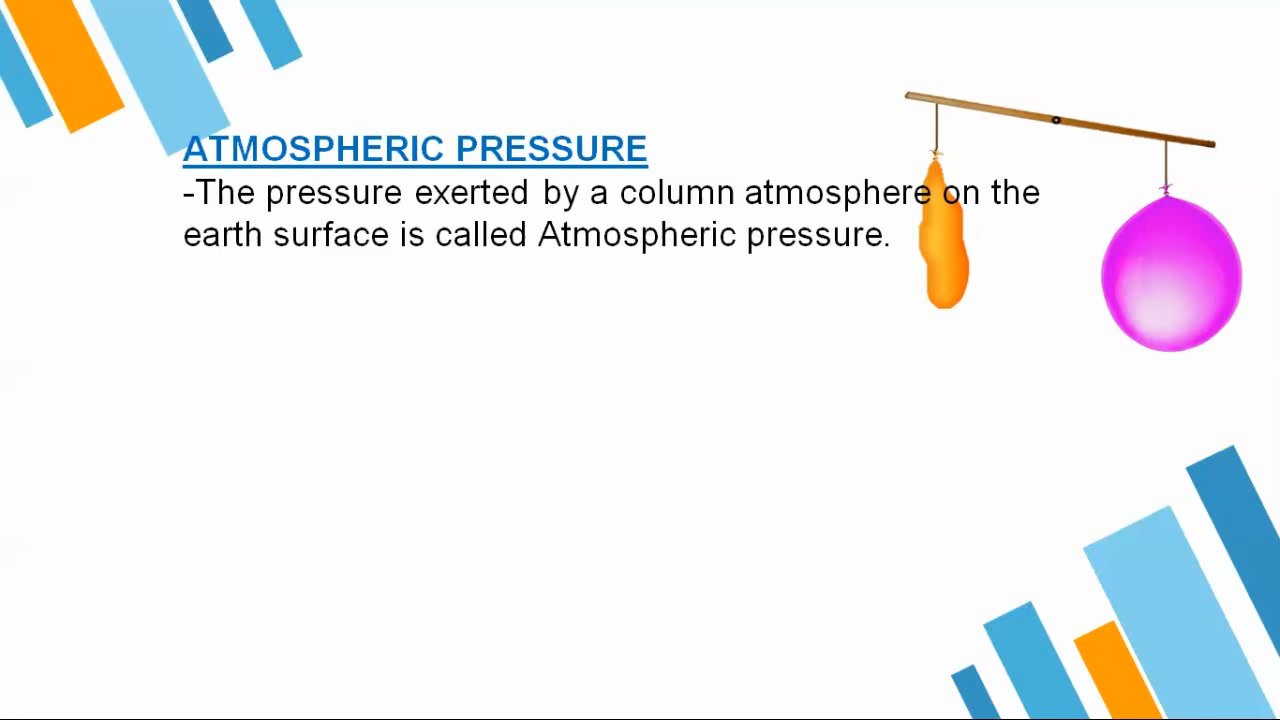 ATMOSPHERIC PRESSURE
-The pressure exerted by a column atmosphere on the
earth surface is called Atmospheric pressure.